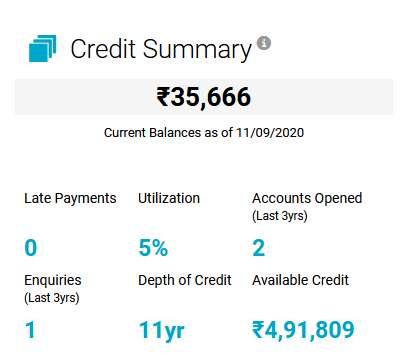 Credit Summary
₹35,666
Current Balances as of 11/09/2020
Late Payments Utilization Accounts Opened
(Last 3yrs)
0 5% 2
Enquiries Depth of Credit Available Credit
(Last 3yrs)
1 11yr ₹4,91,809